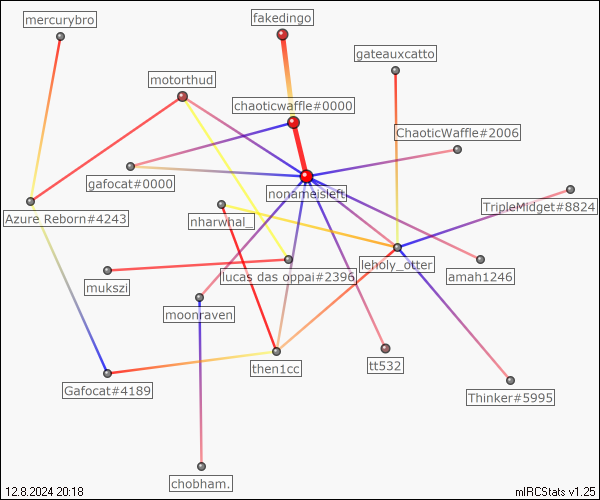 mercurybro
fakedingo
gateauxcatto
motorthud
chaoticwaffle#0000
ChaoticWaffle#2006
gafocat#0000
nonameisleft
TripleMidget#8824
Azure Reborn#4243
nharwhal_
leholy_otter
lucas das oppai#2396
amah1246
mukszi
moonraven
then1cc
tt532
Gafocat#4189
Thinker#5995
chobham.
12.8.2024 20:18
mIRCStats v1.25